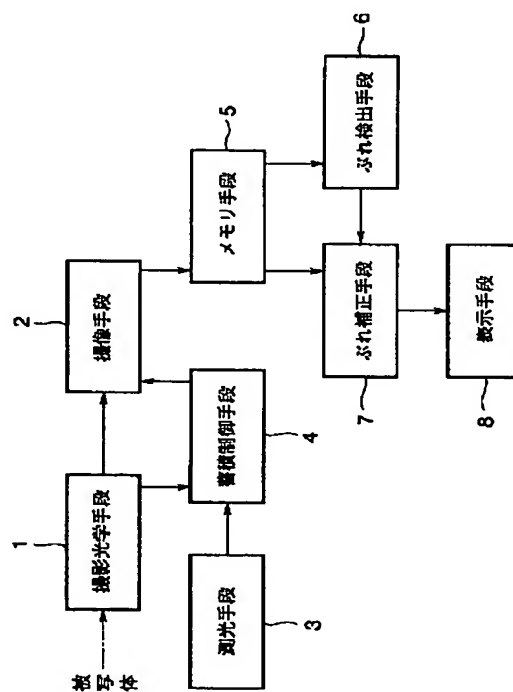 被写体
1
撮影光学手段
2
撮像手段
3
測光手段
4
蓄積制御手段
5
メモリ手段
6
ぶれ検出手段
7
ぶれ補正手段
8
表示手段